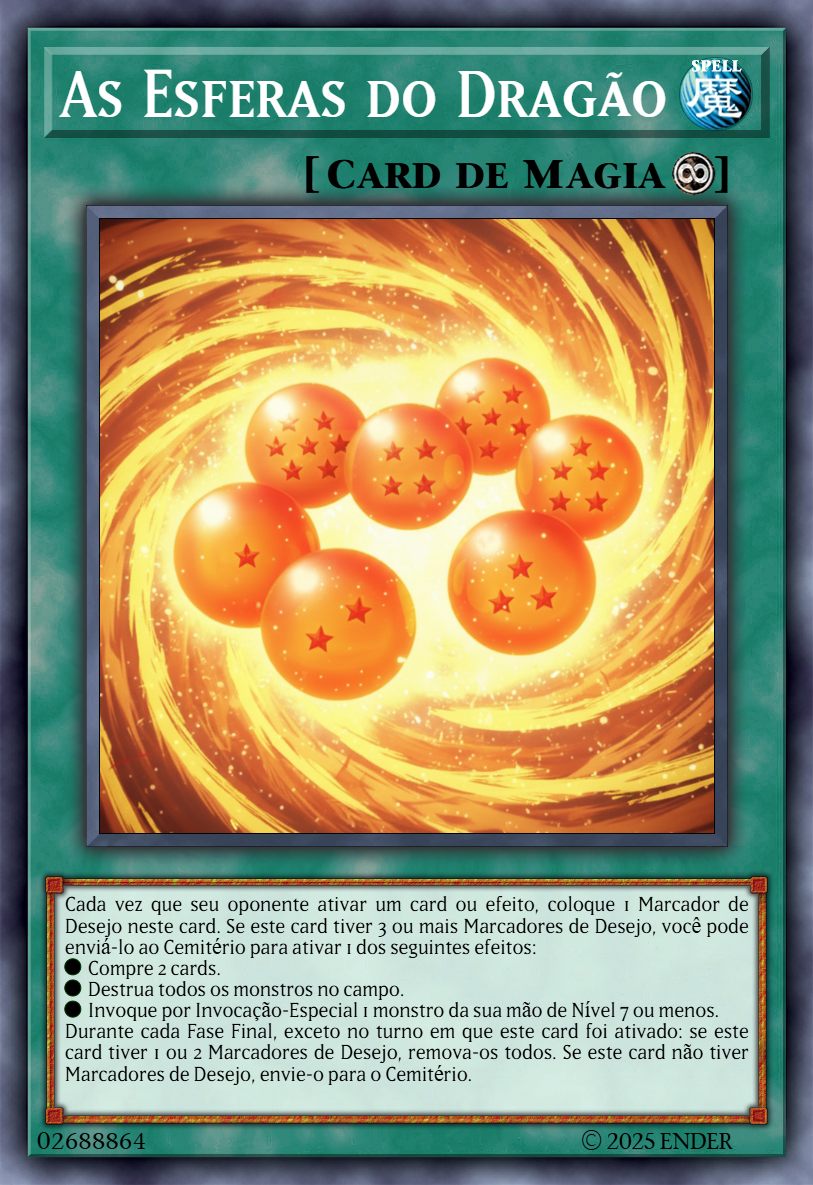 As Esferas do Dragão
SPELL
魔
[Card de Magia ♾]
Cada vez que seu oponente ativar um card ou efeito, coloque 1 Marcador de
Desejo neste card. Se este card tiver 3 ou mais Marcadores de Desejo, você pode
enviá-lo ao Cemitério para ativar 1 dos seguintes efeitos:
● Compre 2 cards.
● Destrua todos os monstros no campo.
● Invoque por Invocação-Especial 1 monstro da sua mão de Nível 7 ou menos.
Durante cada Fase Final, exceto no turno em que este card foi ativado: se este
card tiver 1 ou 2 Marcadores de Desejo, remova-os todos. Se este card não tiver
Marcadores de Desejo, envie-o para o Cemitério.
02688864
© 2025 ENDER